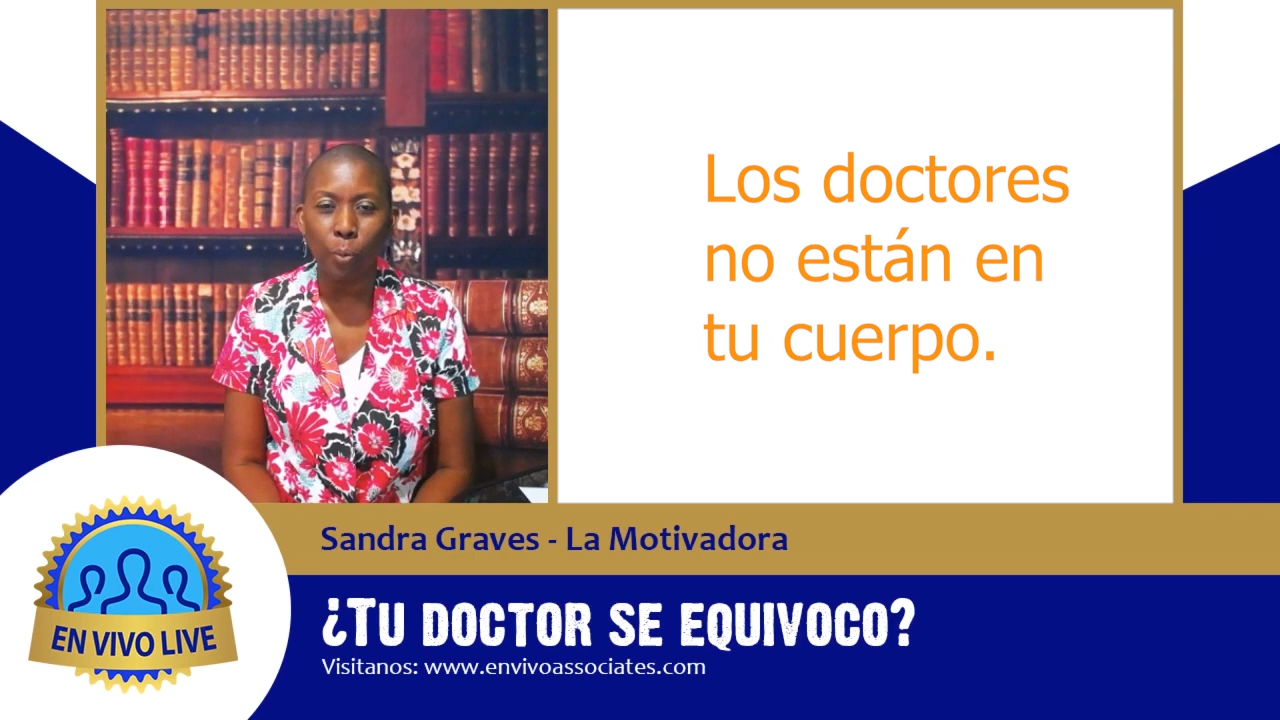 Los doctores
no están en
tu cuerpo.
Sandra Graves - La Motivadora
¿Tu doctor se equivoco?
Visitanos: www.envivoassociates.com
EN VIVO LIVE